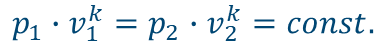 p₁ · v₁ᵏ = p₂ · v₂ᵏ = const.